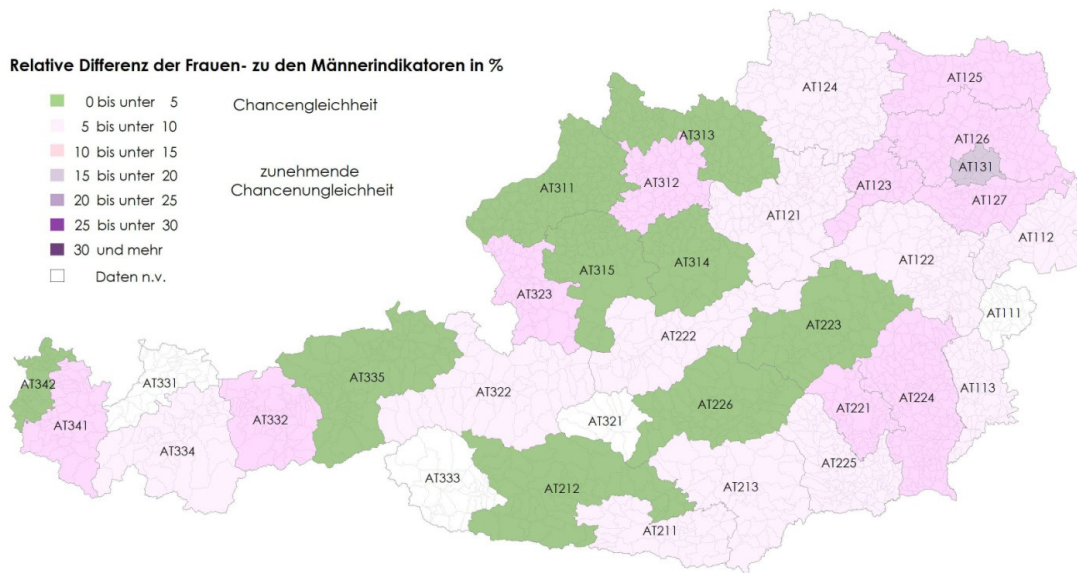 Relative Differenz der Frauen- zu den Männerindikatoren in %
0 bis unter 5 Chancengleichheit
5 bis unter 10
10 bis unter 15
15 bis unter 20 zunehmende
20 bis unter 25 Chancenungleichheit
25 bis unter 30
30 und mehr
Daten n.v.
AT124
AT125
AT313
AT126
AT131
AT311
AT312
AT123
AT127
AT121
AT112
AT122
AT315
AT314
AT323
AT111
AT222
AT223
AT342
AT331
AT335
AT322
AT113
AT341
AT332
AT321
AT226
AT221
AT224
AT334
AT225
AT333
AT212
AT213
AT211